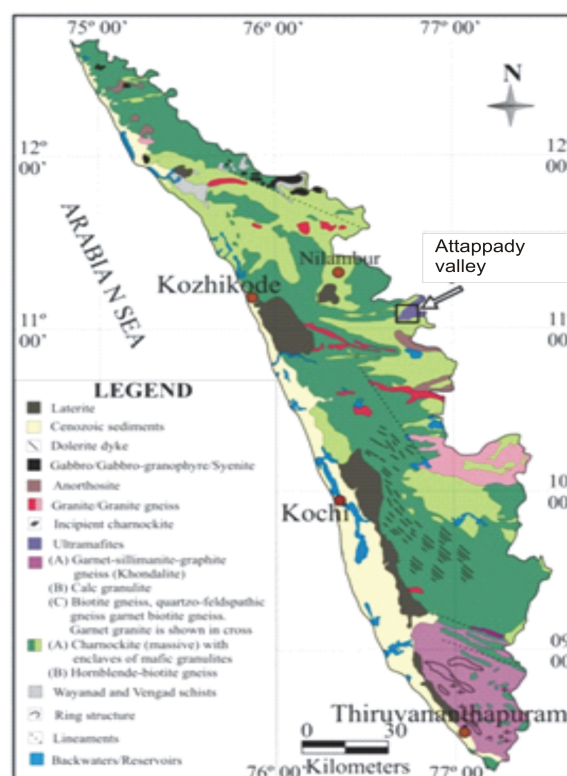 75° 00'
76° 00'
77° 00'
N
12° 00'
12
00
ARABIAN SEA
Attappady
valley
Nilambur
Kozhikode
11° 00'
11
00
LEGEND
Laterite
Cenozoic sediments
Dolerite dyke
Gabbro/Gabbro-granophyre/Syenite
Anorthosite
Granite/Granite gneiss
Incipient charnockite
Ultramafites
(A) Garnet-sillimanite-graphite
gneiss (Khondalite)
(B) Calc granulite
(C) Biotite gneiss, quartzo-feldspathic
gneiss garnet biotite gneiss.
Garnet granite is shown in cross
(A) Charnockite (massive) with
enclaves of mafic granulites
(B) Hornblende-biotite gneiss
Wayanad and Vengad schists
Ring structure
Lineaments
Backwaters/Reservoirs
10
00
Kochi
09
00
Thiruvananthapuram
0 30
Kilometers
76° 00'
77° 00'